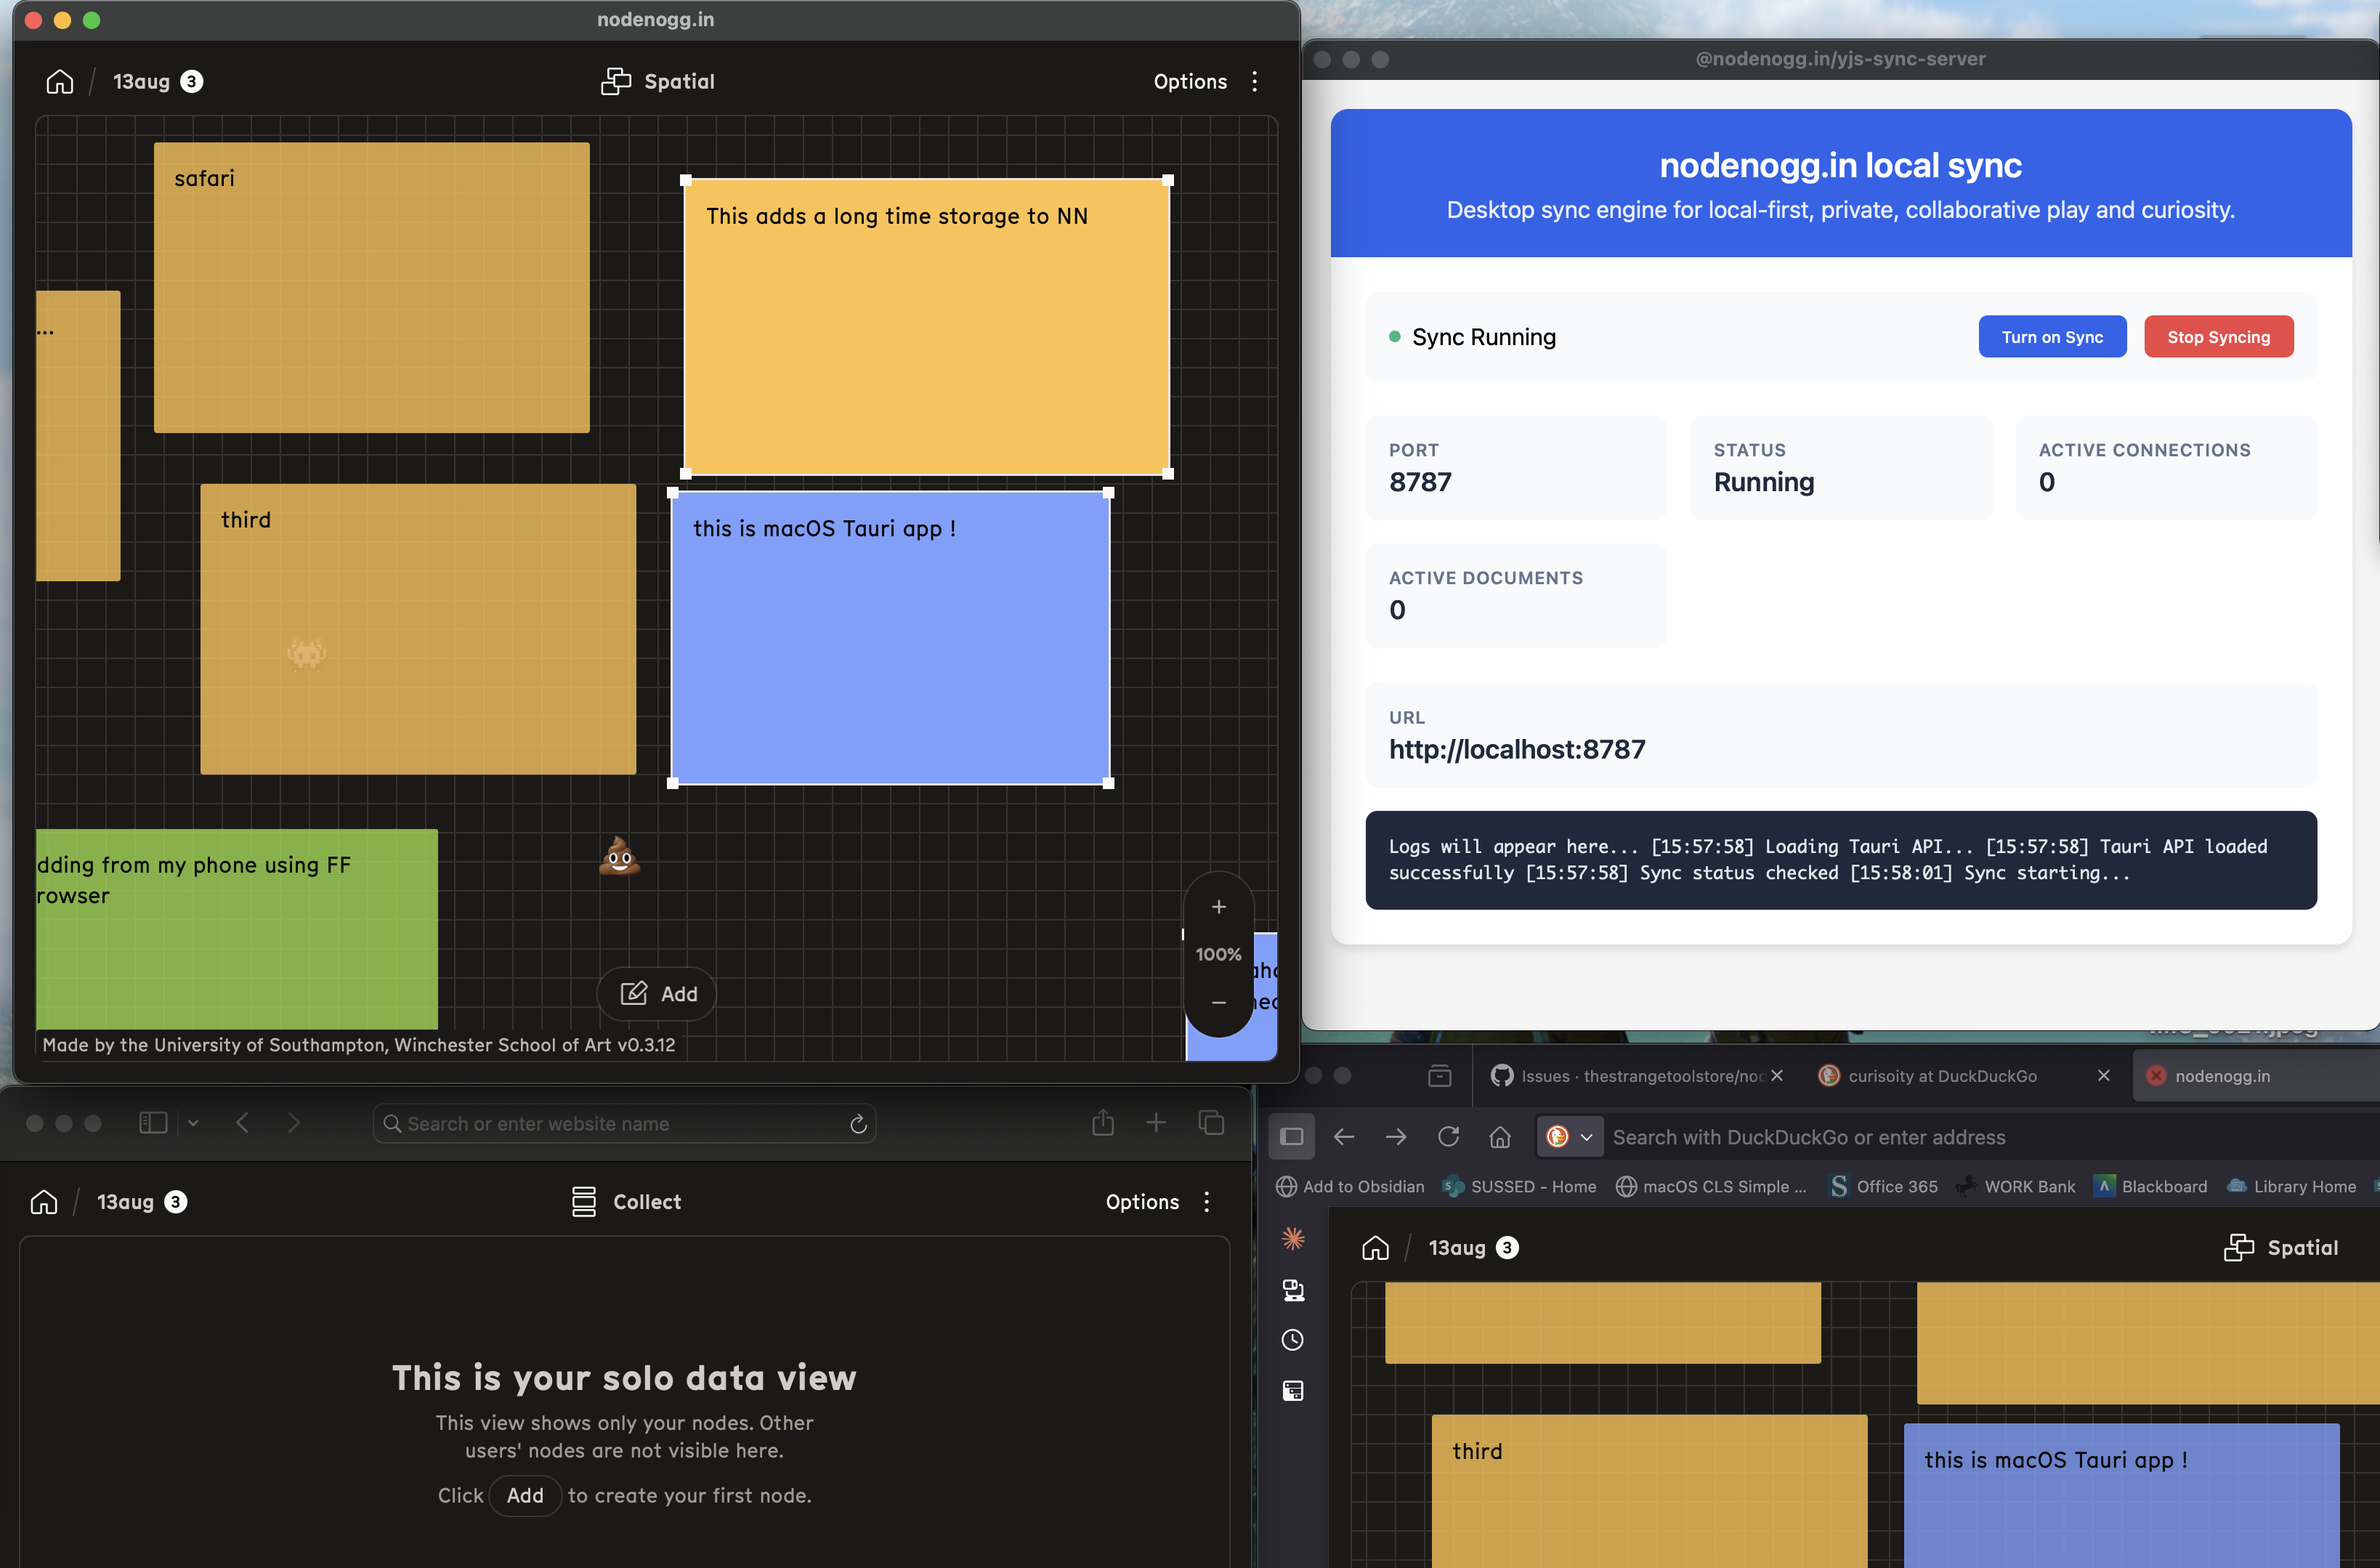 nodenogg.in
13aug 3
Spatial
Options
safari
This adds a long time storage to NN
...
third
this is macOS Tauri app !
dding from my phone using FF
rowser
+
100%
−
Add
Made by the University of Southampton, Winchester School of Art v0.3.12
@nodenogg.in/yjs-sync-server
nodenogg.in local sync
Desktop sync engine for local-first, private, collaborative play and curiosity.
Sync Running
Turn on Sync
Stop Syncing
PORT
8787
STATUS
Running
ACTIVE CONNECTIONS
0
ACTIVE DOCUMENTS
0
URL
http://localhost:8787
Logs will appear here... [15:57:58] Loading Tauri API... [15:57:58] Tauri API loaded
successfully [15:57:58] Sync status checked [15:58:01] Sync starting...
Search or enter website name
13aug 3
Collect
Options
This is your solo data view
This view shows only your nodes. Other
users' nodes are not visible here.
Click Add to create your first node.
Issues · thestrangetoolstore/noc
curisoity at DuckDuckGo
nodenogg.in
Search with DuckDuckGo or enter address
Add to Obsidian
SUSSED - Home
macOS CLS Simple ...
Office 365
WORK Bank
Blackboard
Library Home
13aug 3
Spatial
third
this is macOS Tauri app !